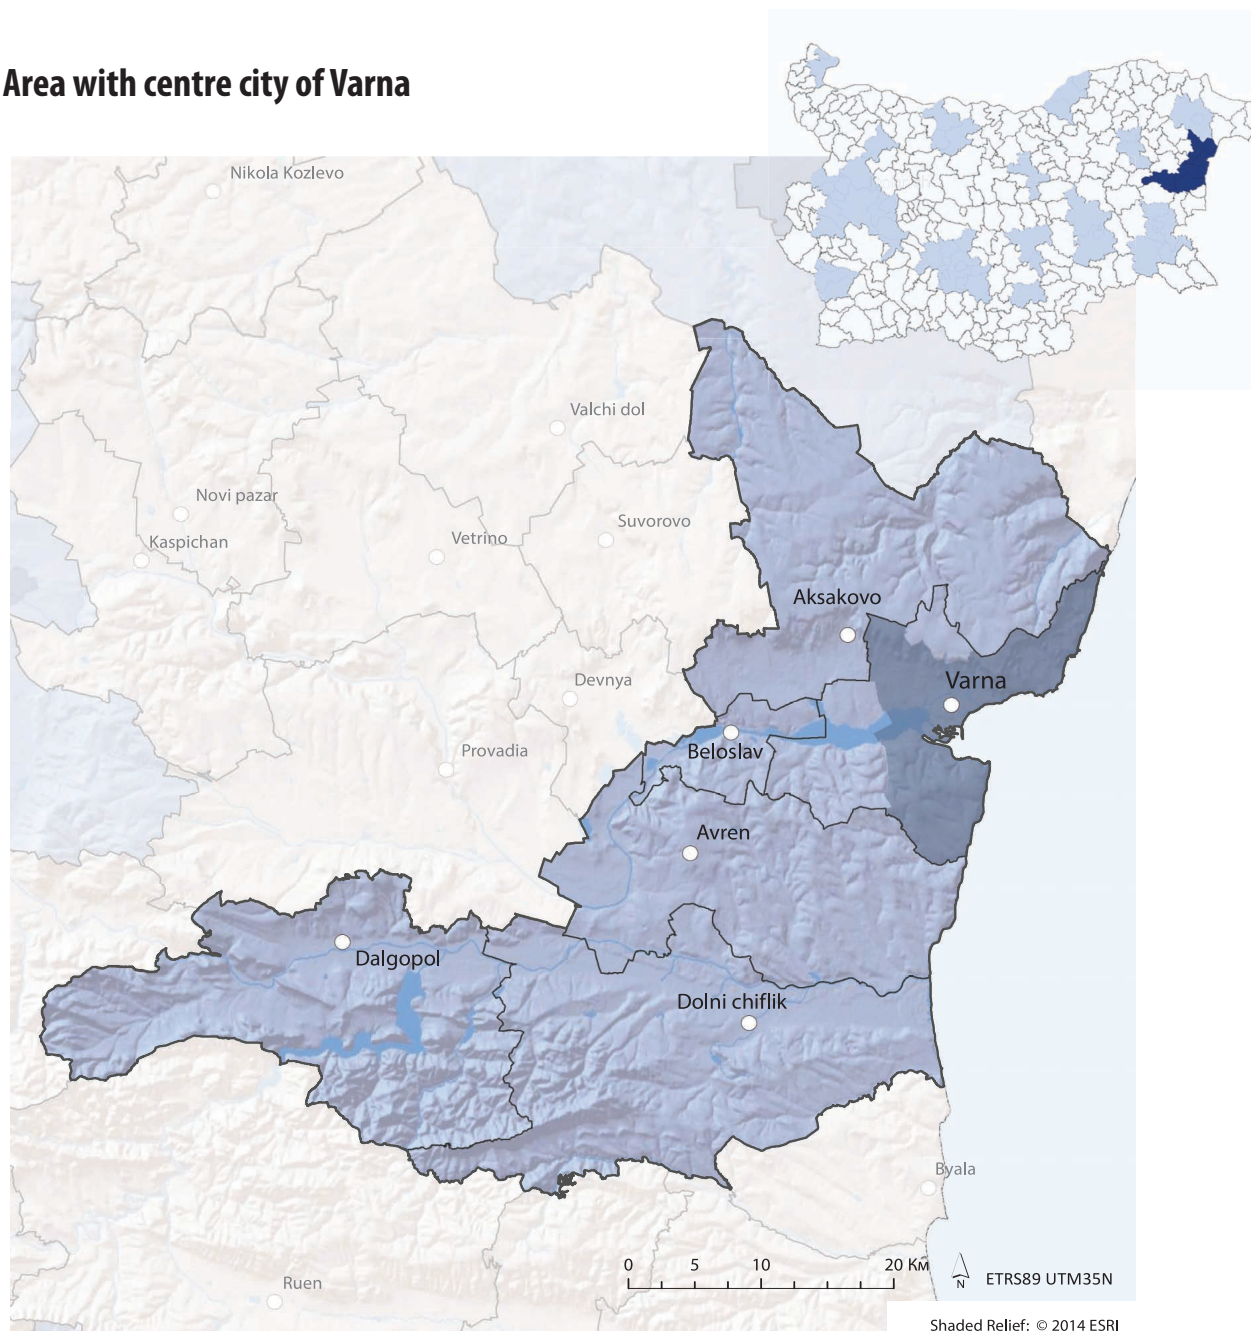 Area with centre city of Varna
Nikola Kozlevo
Valchi dol
Novi pazar
Suvorovo
Kaspichan
Vetrino
Aksakovo
Devnya
Varna
Provadia
Beloslav
Avren
Dalgopol
Dolni chiflik
Byala
Ruen
0 5 10 20 Км
N
ETRS89 UTM35N
Shaded Relief: © 2014 ESRI